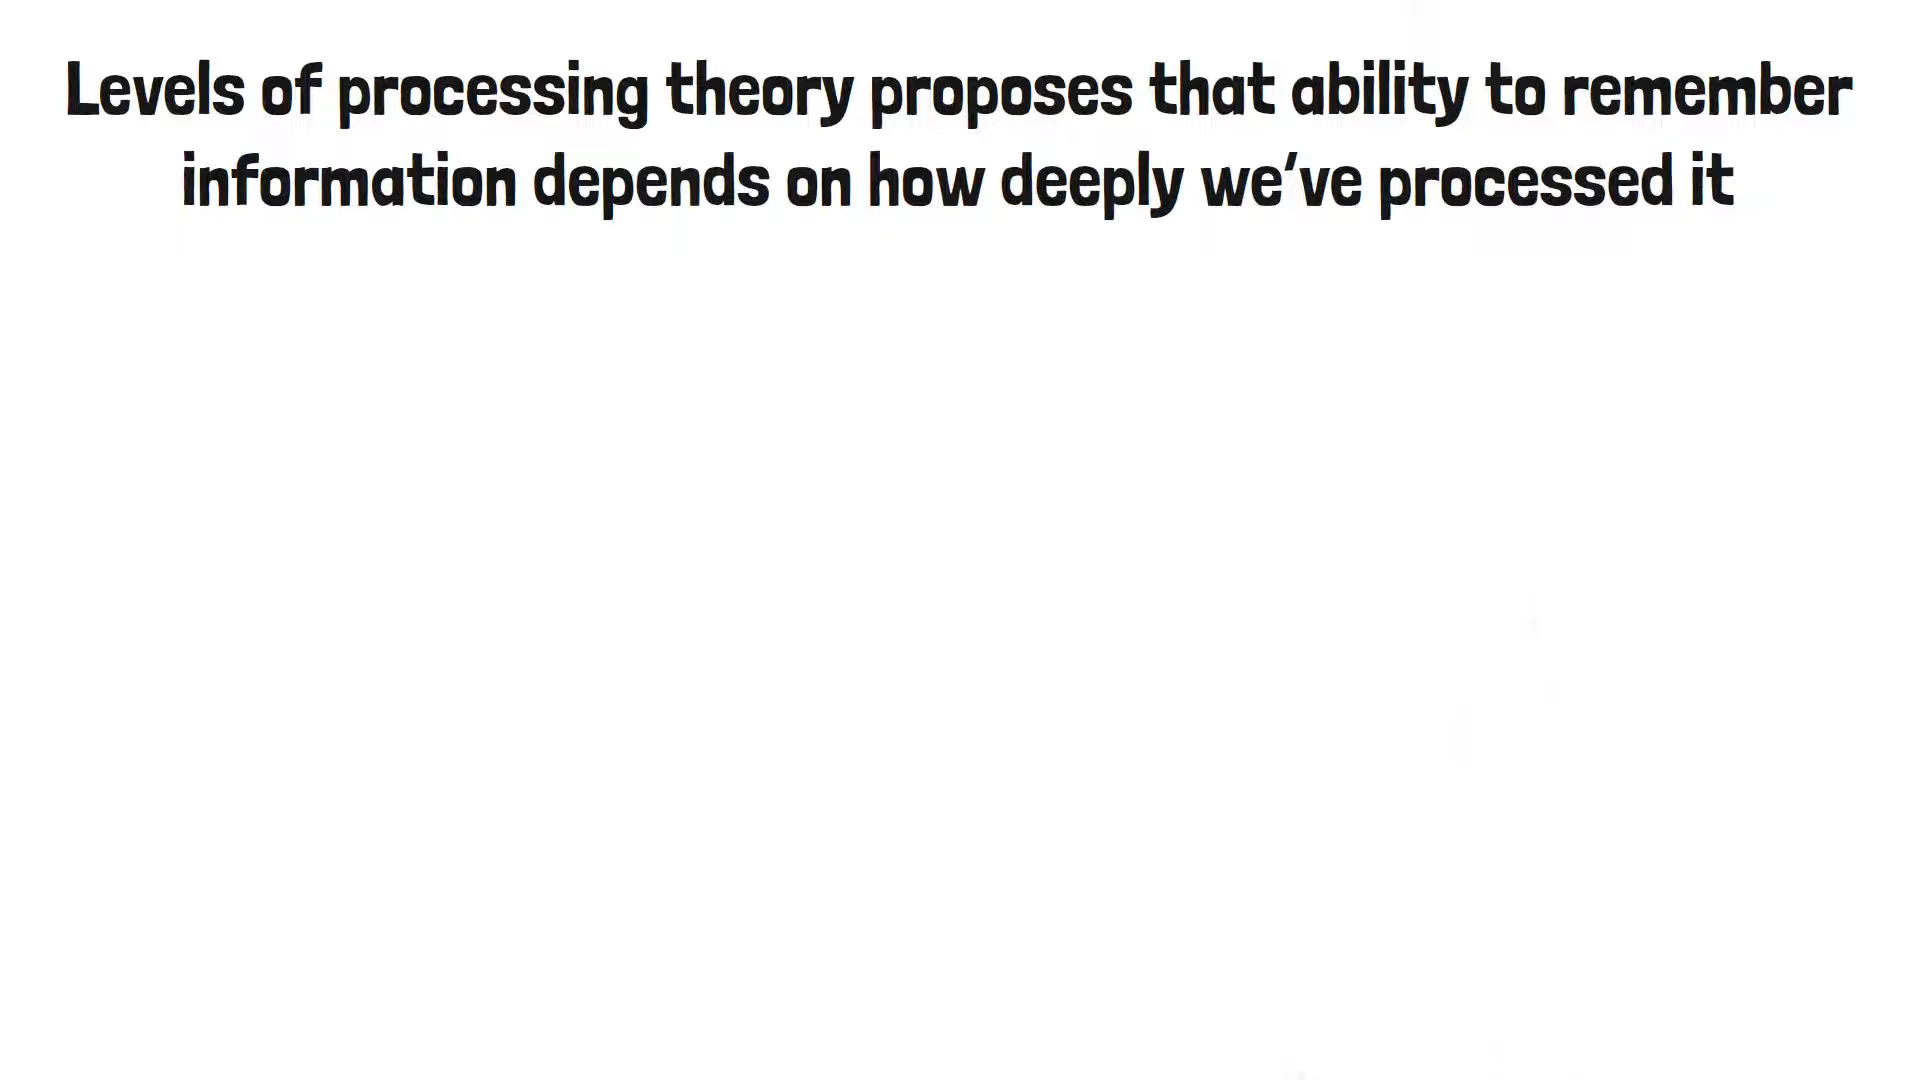 Levels of processing theory proposes that ability to remember
information depends on how deeply we've processed it